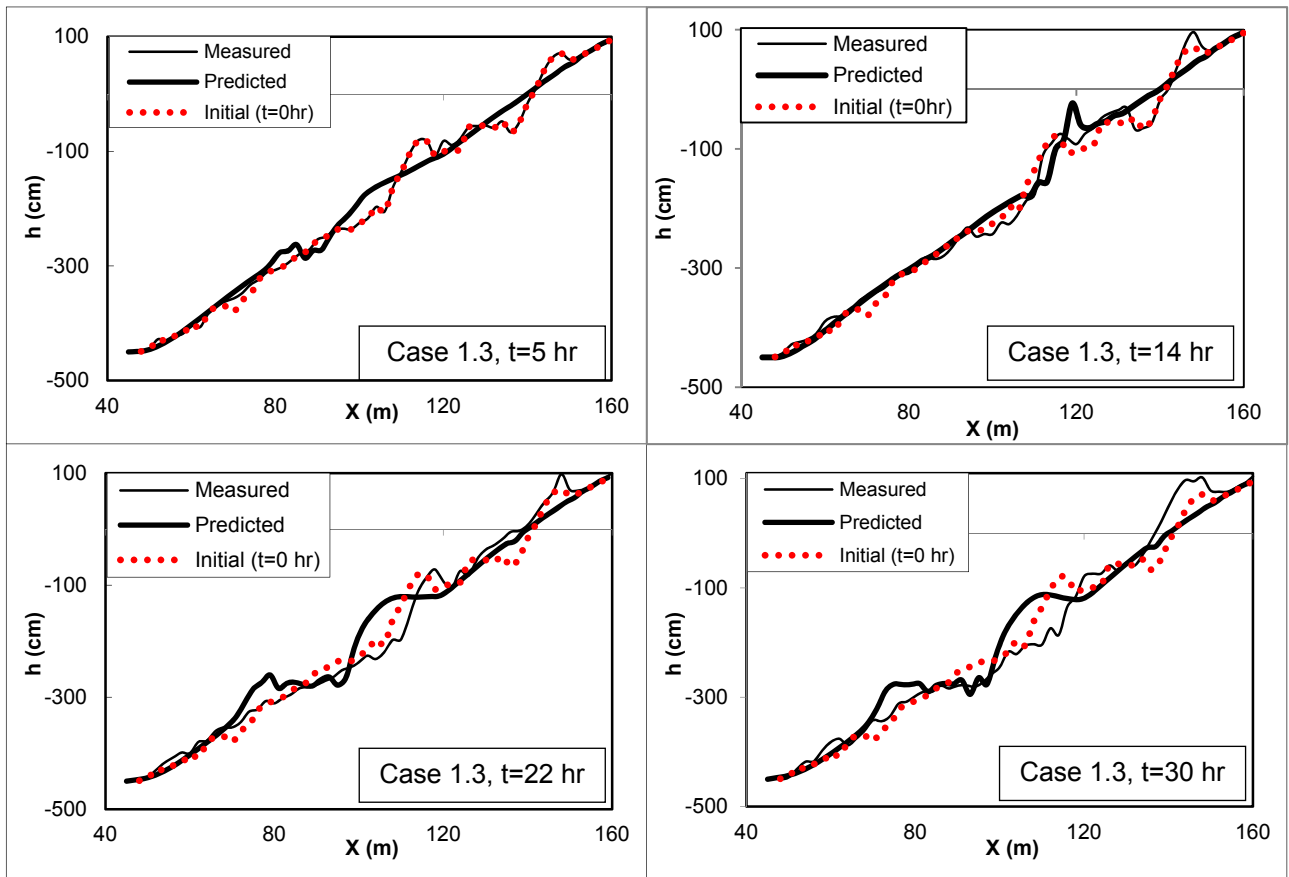 100
Measured
Predicted
Initial (t=0hr)
-100
h (cm)
-300
Case 1.3, t=5 hr
-500
40
80
120
160
X (m)
100
Measured
Predicted
Initial (t=0hr)
-100
h (cm)
-300
Case 1.3, t=14 hr
-500
40
80
120
160
X (m)
100
Measured
Predicted
Initial (t=0 hr)
-100
h (cm)
-300
Case 1.3, t=22 hr
-500
40
80
120
160
X (m)
100
Measured
Predicted
Initial (t=0 hr)
-100
h (cm)
-300
Case 1.3, t=30 hr
-500
40
80
120
160
X (m)